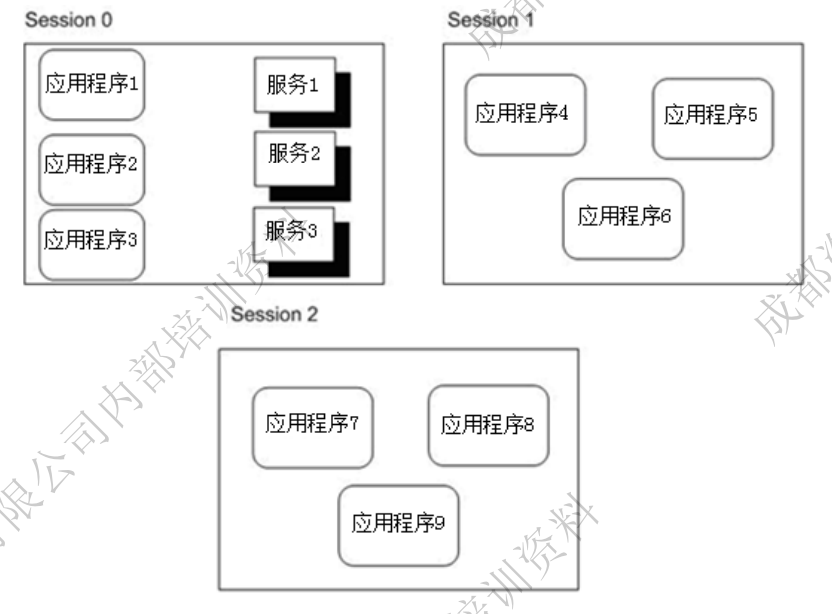 Session 0
Session 1
应用程序1
服务1
应用程序2
服务2
应用程序3
服务3
应用程序4
应用程序5
应用程序6
Session 2
应用程序7
应用程序8
应用程序9
成都
成都
限公司内部培训资料
培训资料